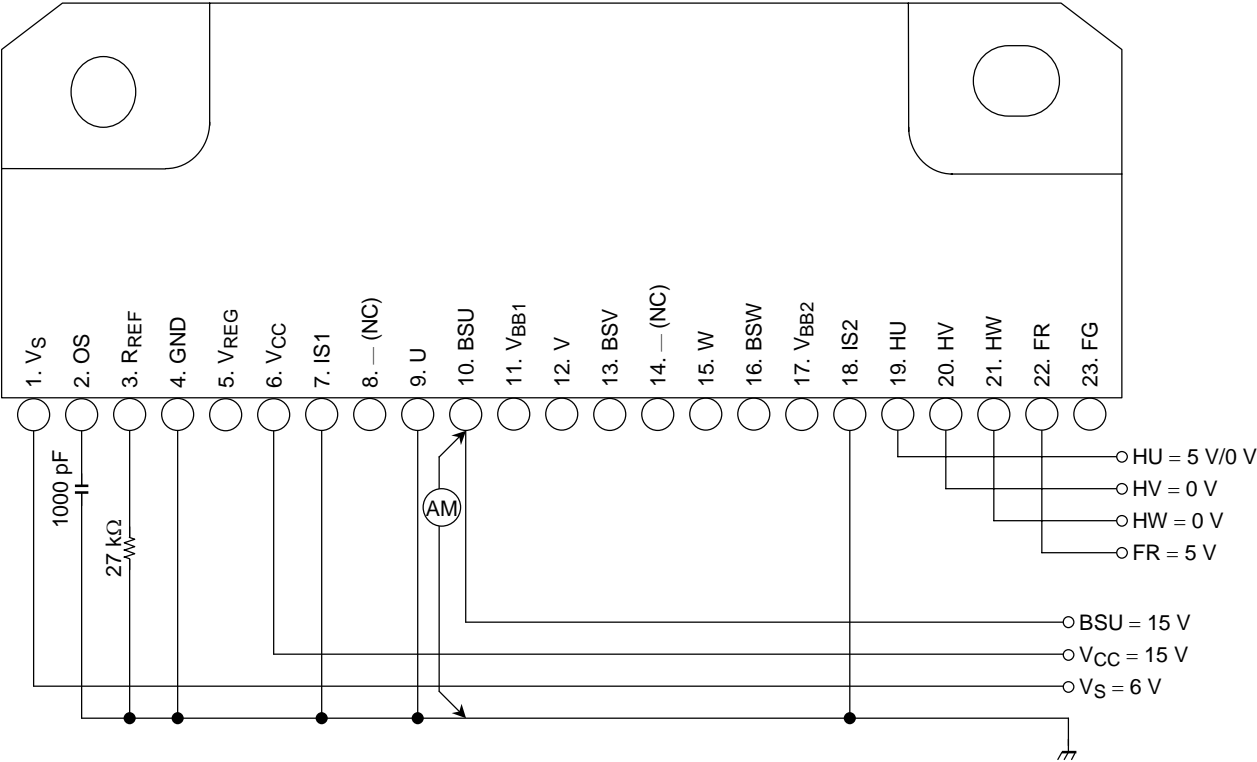 1. VS
2. OS
3. RREF
4. GND
5. VREG
6. VCC
7. IS1
8. — (NC)
9. U
10. BSU
11. VBB1
12. V
13. BSV
14. — (NC)
15. W
16. BSW
17. VBB2
18. IS2
19. HU
20. HV
21. HW
22. FR
23. FG
1000 pF
27 kΩ
AM
HU = 5 V/0 V
HV = 0 V
HW = 0 V
FR = 5 V
BSU = 15 V
VCC = 15 V
VS = 6 V